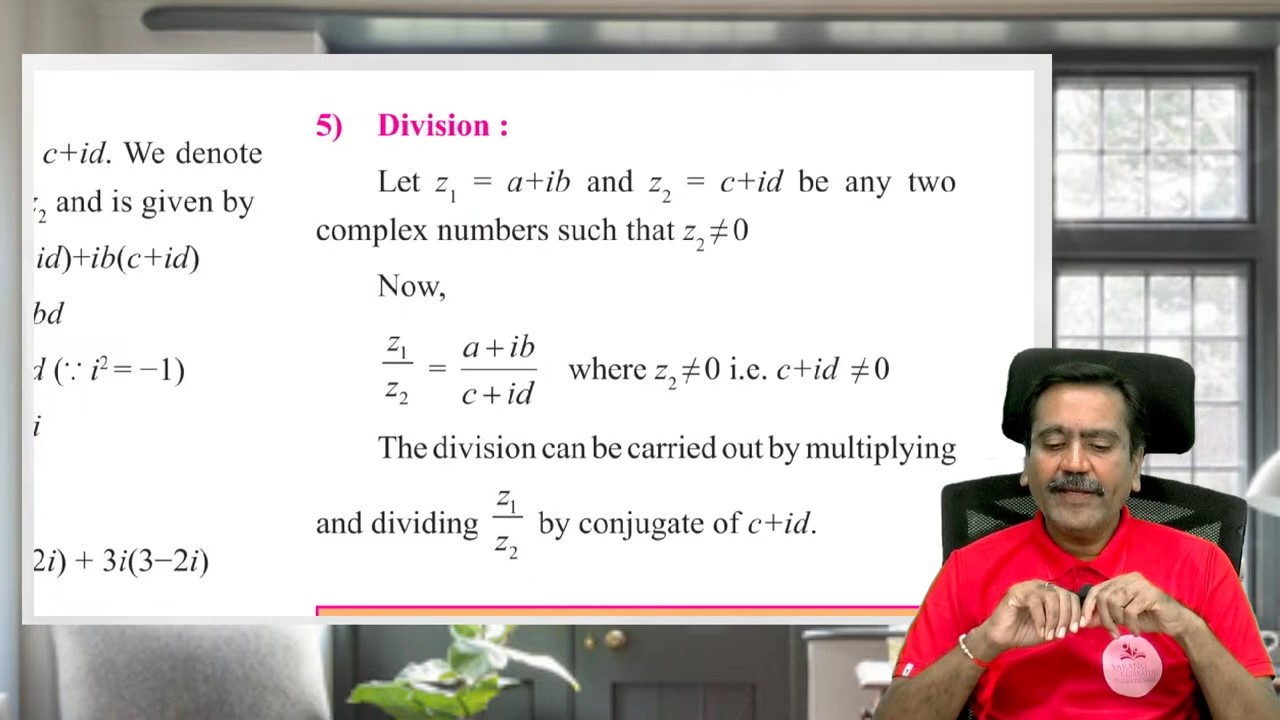 c+id. We denote
z₂ and is given by
id)+ib(c+id)
bd
d (∵ i² = −1)
i
2i) + 3i(3−2i)
5) Division :
Let z₁ = a+ib and z₂ = c+id be any two
complex numbers such that z₂ ≠ 0
Now,
z₁/z₂ = a + ib/c + id where z₂ ≠ 0 i.e. c+id ≠ 0
The division can be carried out by multiplying
and dividing z₁/z₂ by conjugate of c+id.